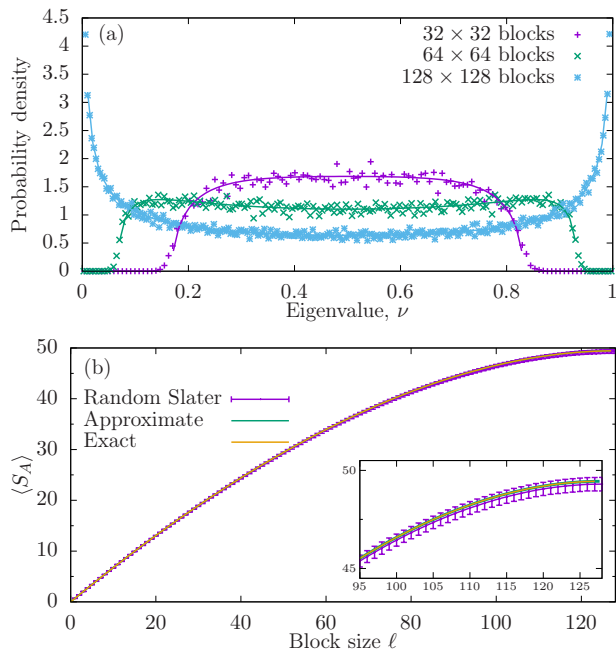 (a)
32 × 32 blocks
64 × 64 blocks
128 × 128 blocks
Probability density
4.5
4
3.5
3
2.5
2
1.5
1
0.5
0
0 0.2 0.4 0.6 0.8 1
Eigenvalue, ν
(b)
Random Slater
Approximate
Exact
⟨S_A⟩
50
40
30
20
10
0
50
45
95 100 105 110 115 120 125
0 20 40 60 80 100 120
Block size ℓ